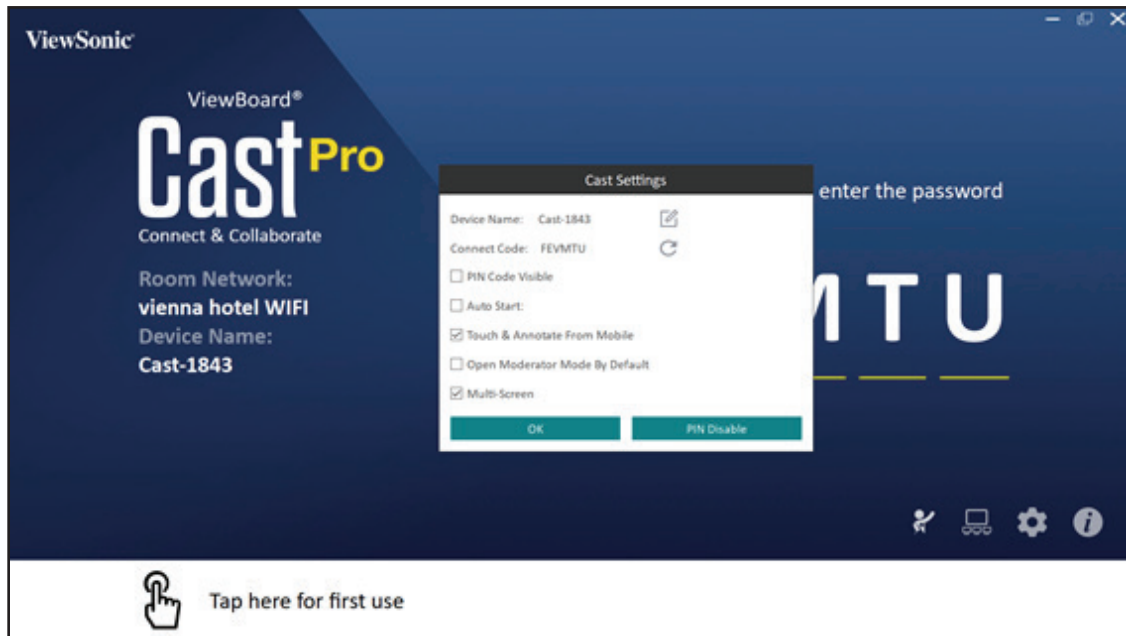 ViewSonic
ViewBoard®
Cast Pro
Connect & Collaborate
Room Network:
vienna hotel WIFI
Device Name:
Cast-1843
enter the password
M T U
Cast Settings
Device Name: Cast-1843
Connect Code: FEVMTU
PIN Code Visible
Auto Start:
Touch & Annotate From Mobile
Open Moderator Mode By Default
Multi-Screen
OK
PIN Disable
Tap here for first use